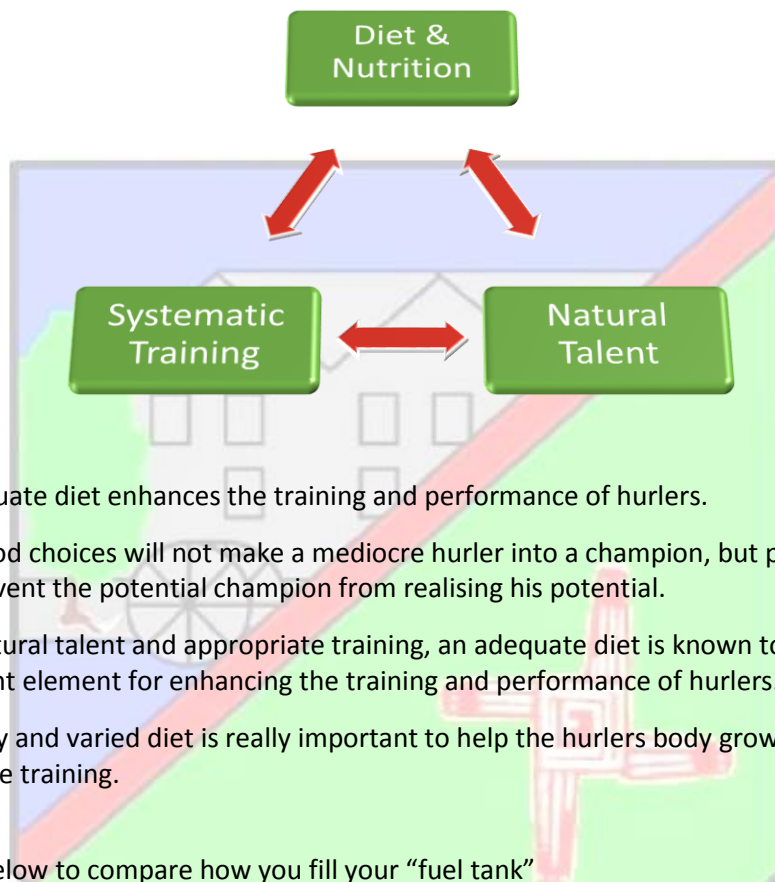 Diet &
Nutrition
Systematic
Training
Natural
Talent
uate diet enhances the training and performance of hurlers.
od choices will not make a mediocre hurler into a champion, but p
vent the potential champion from realising his potential.
tural talent and appropriate training, an adequate diet is known to
nt element for enhancing the training and performance of hurlers.
y and varied diet is really important to help the hurlers body grow
e training.
elow to compare how you fill your “fuel tank”